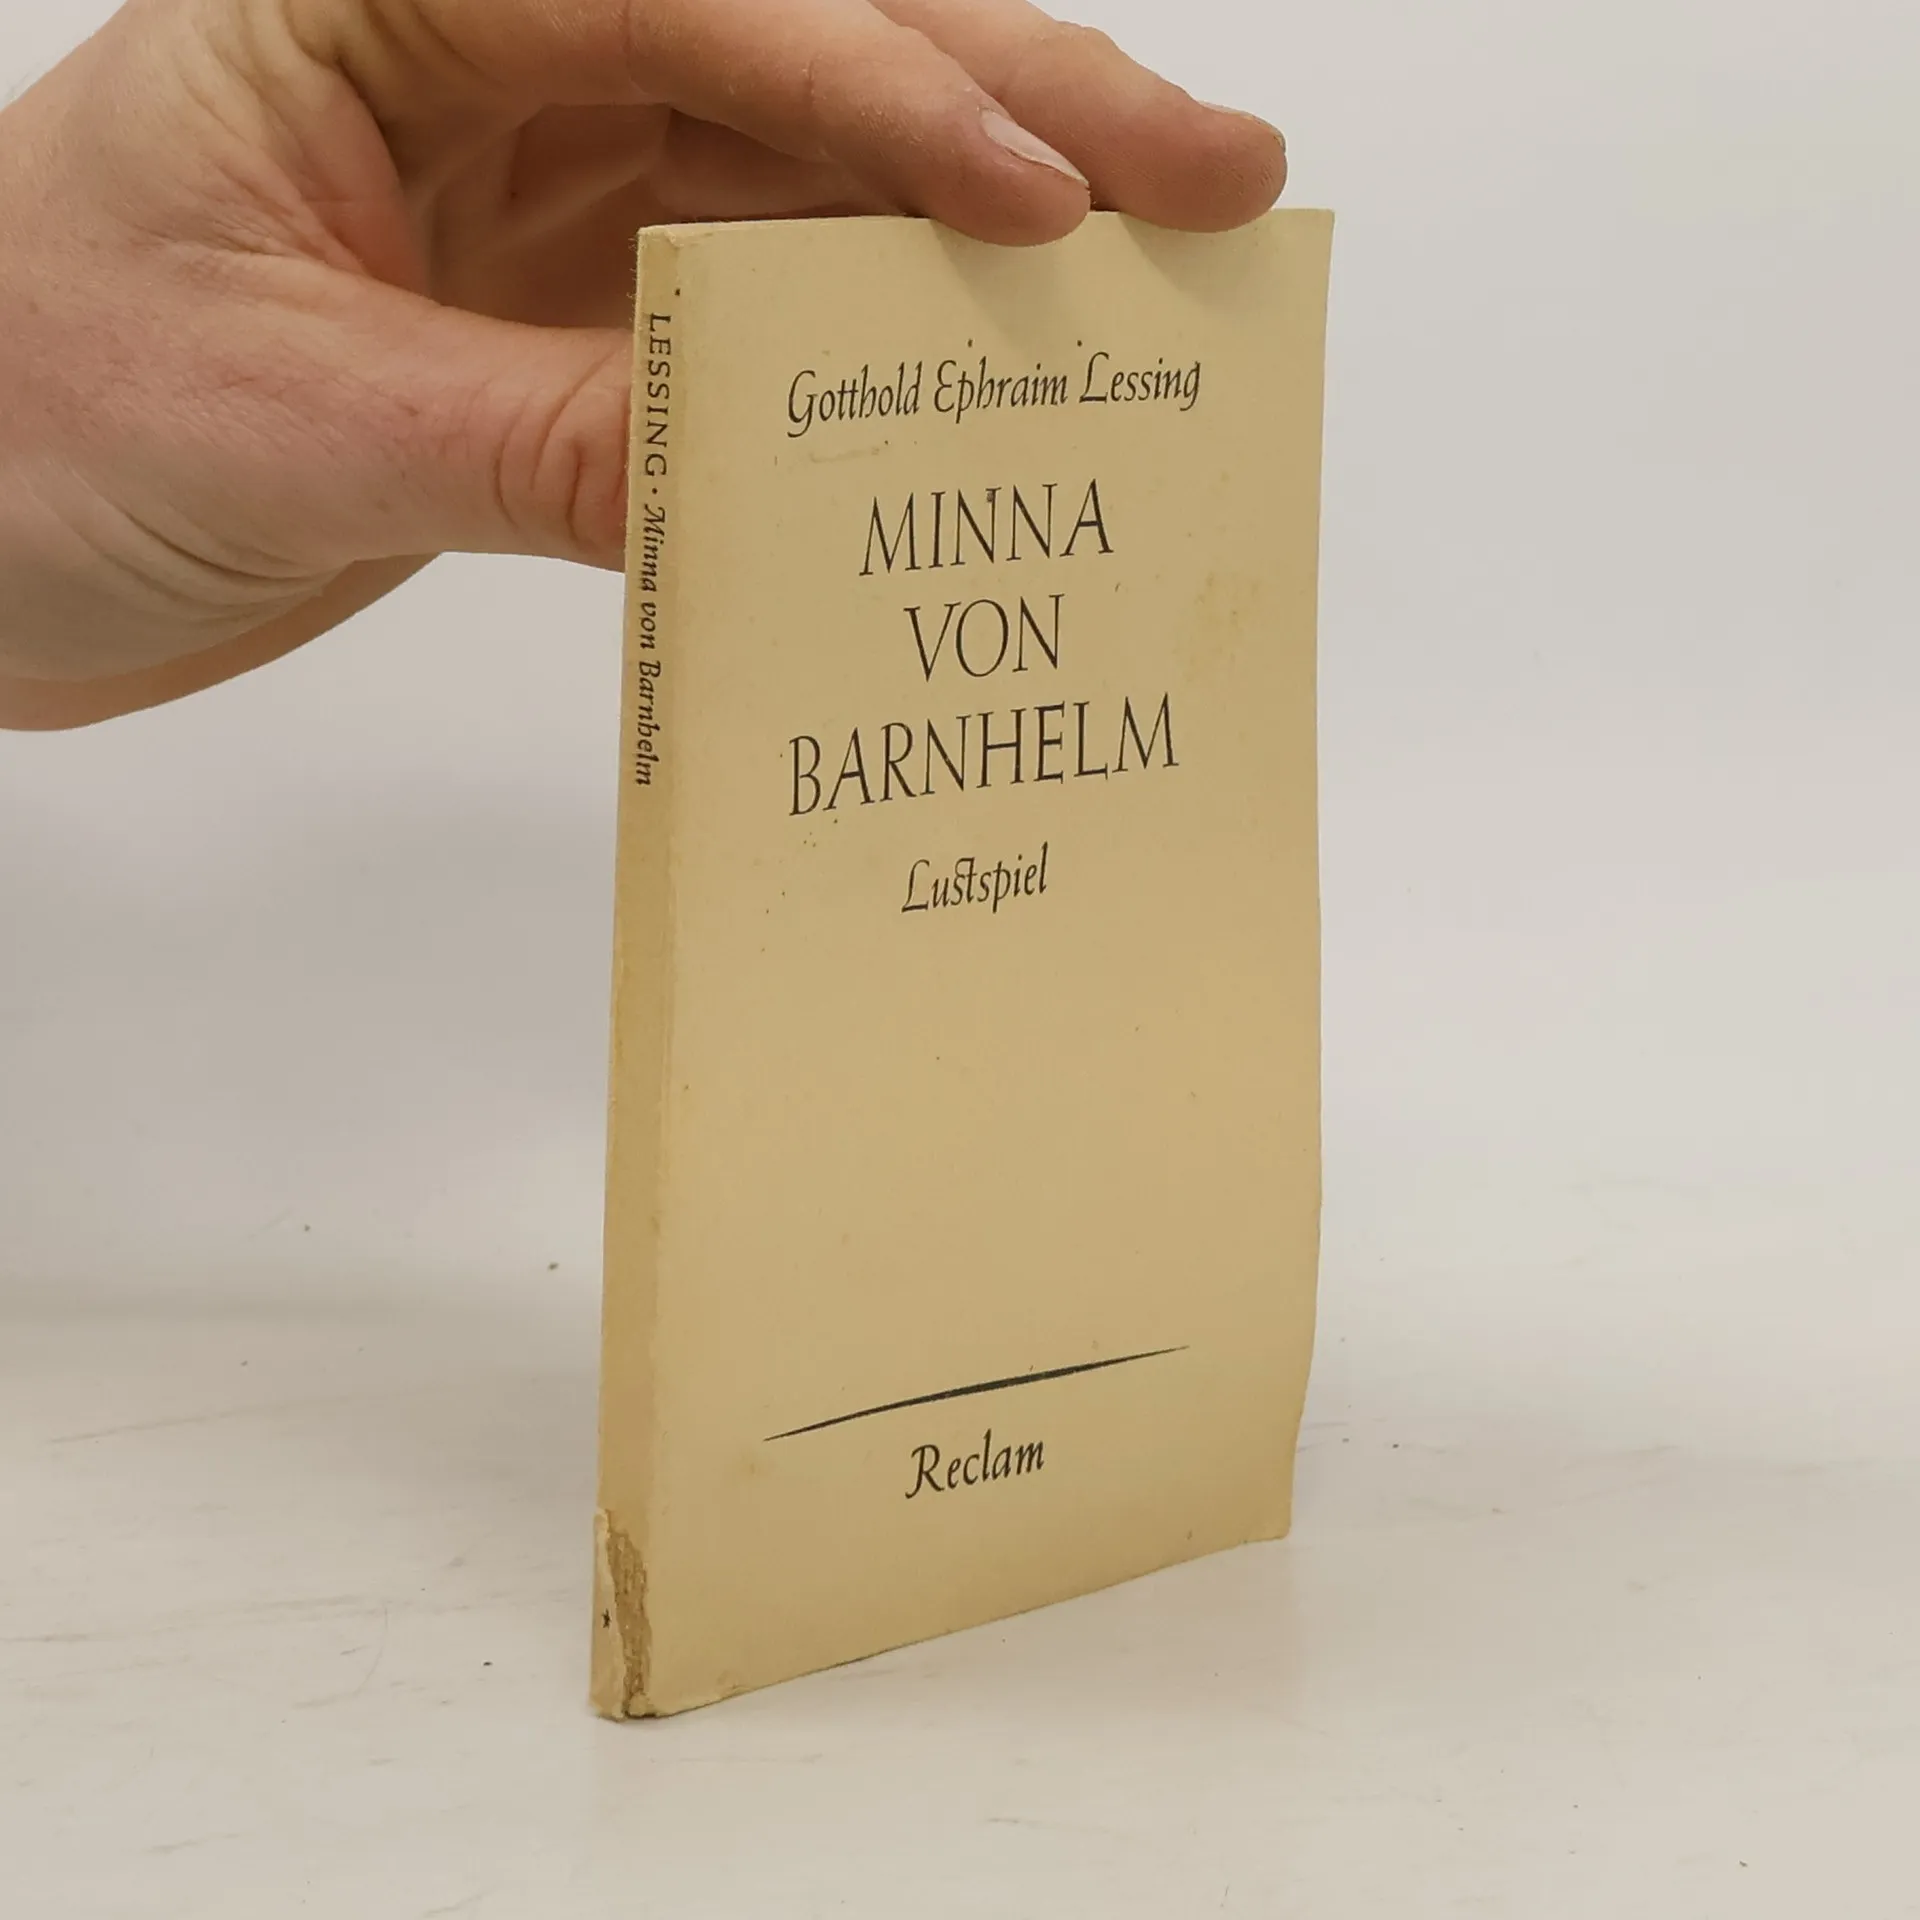 LESSING · Minna von Barnhelm
Gotthold Ephraim Lessing
MINNA
VON
BARNHELM
Lustspiel
Reclam
*